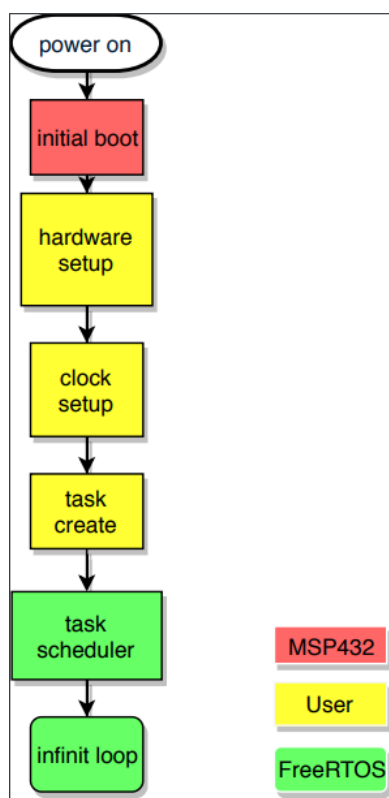 power on
initial boot
hardware
setup
clock
setup
task
create
task
scheduler
infinit loop
MSP432
User
FreeRTOS